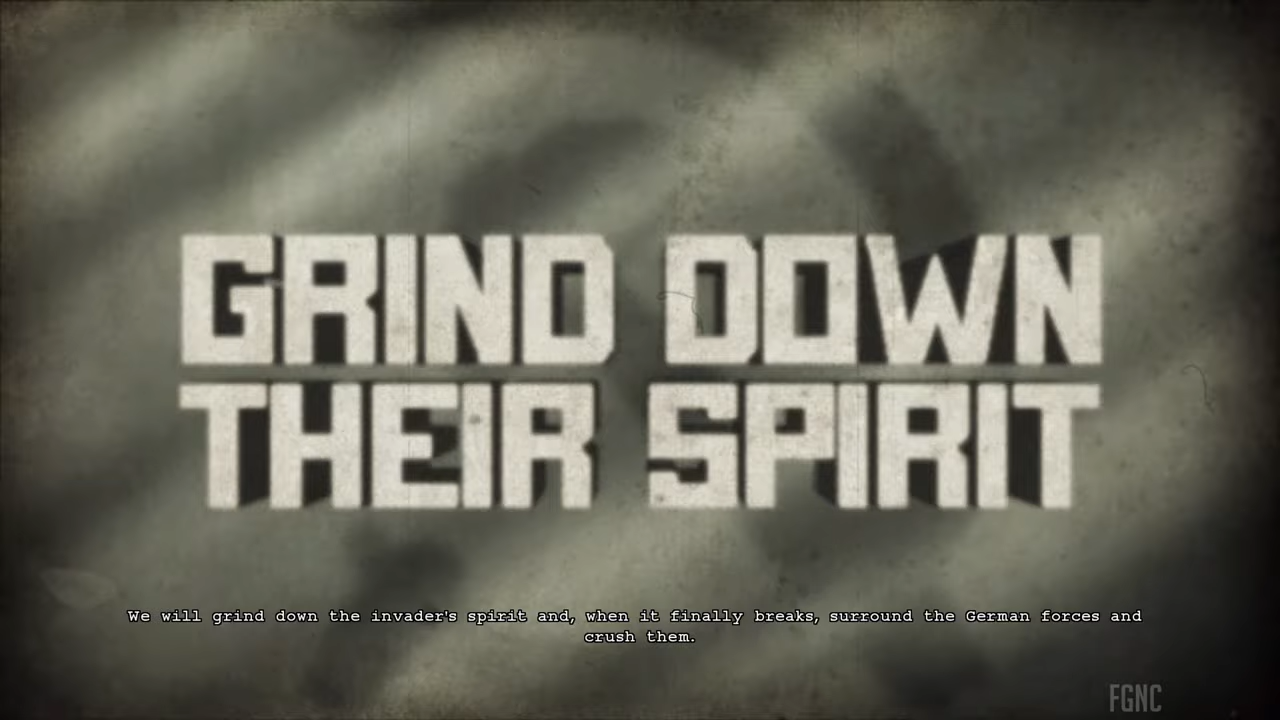 GRIND DOWN
THEIR SPIRIT
We will grind down the invader's spirit and, when it finally breaks, surround the German forces and
crush them.
FGNC